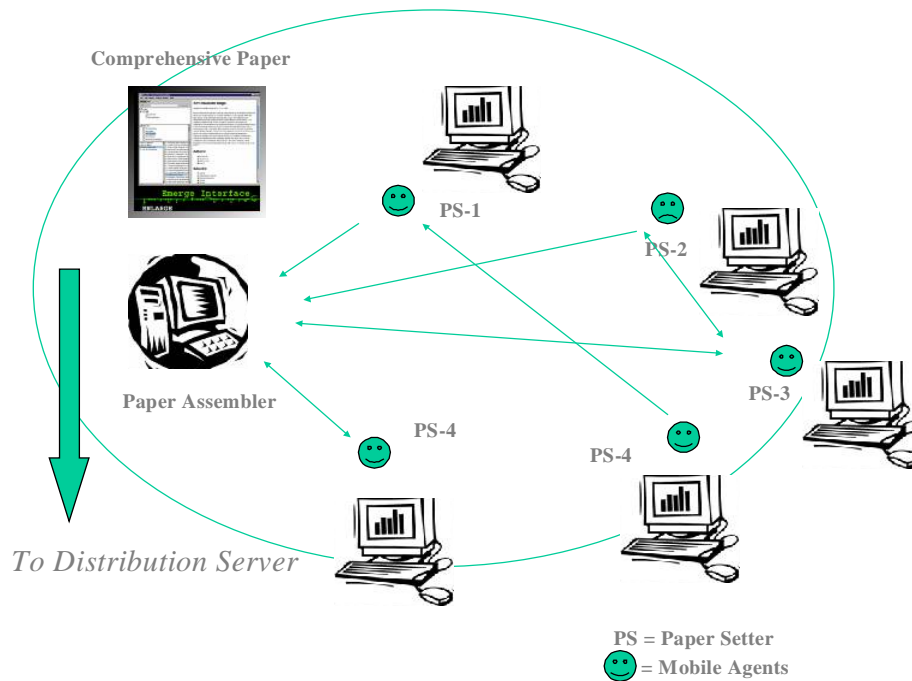 Comprehensive Paper
Emerge Interface
ENLARGE
PS-1
PS-2
PS-3
Paper Assembler
PS-4
PS-4
To Distribution Server
PS = Paper Setter
= Mobile Agents